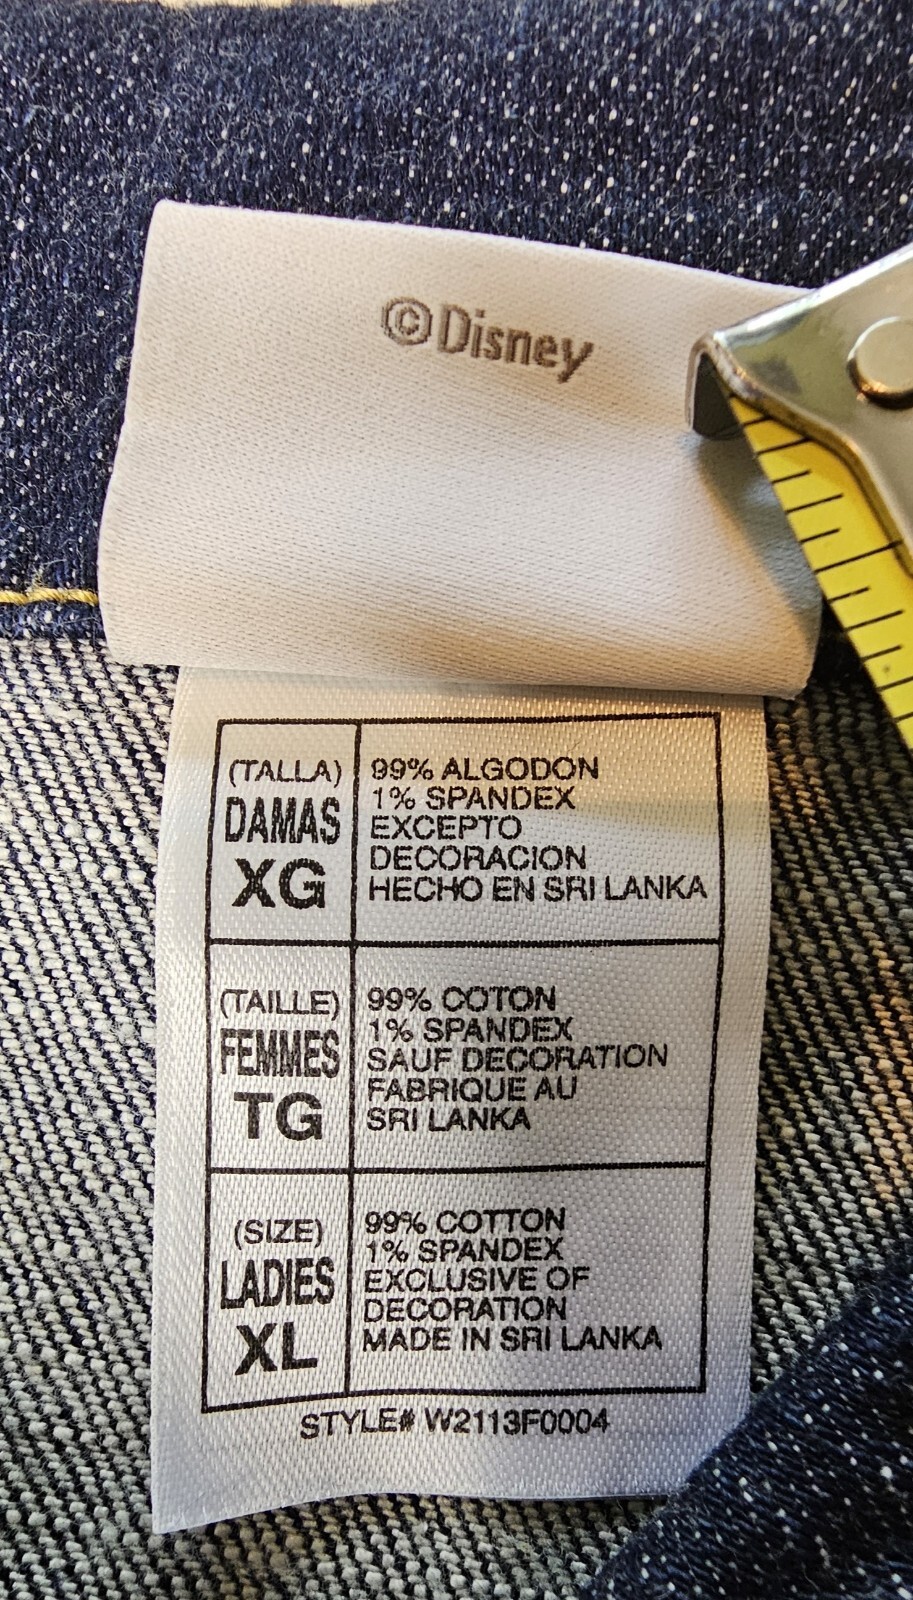 ©Disney
(TALLA)
DAMAS
XG
99% ALGODON
1% SPANDEX
EXCEPTO
DECORACION
HECHO EN SRI LANKA
(TAILLE)
FEMMES
TG
99% COTON
1% SPANDEX
SAUF DECORATION
FABRIQUE AU
SRI LANKA
(SIZE)
LADIES
XL
99% COTTON
1% SPANDEX
EXCLUSIVE OF
DECORATION
MADE IN SRI LANKA
STYLE# W2113F0004